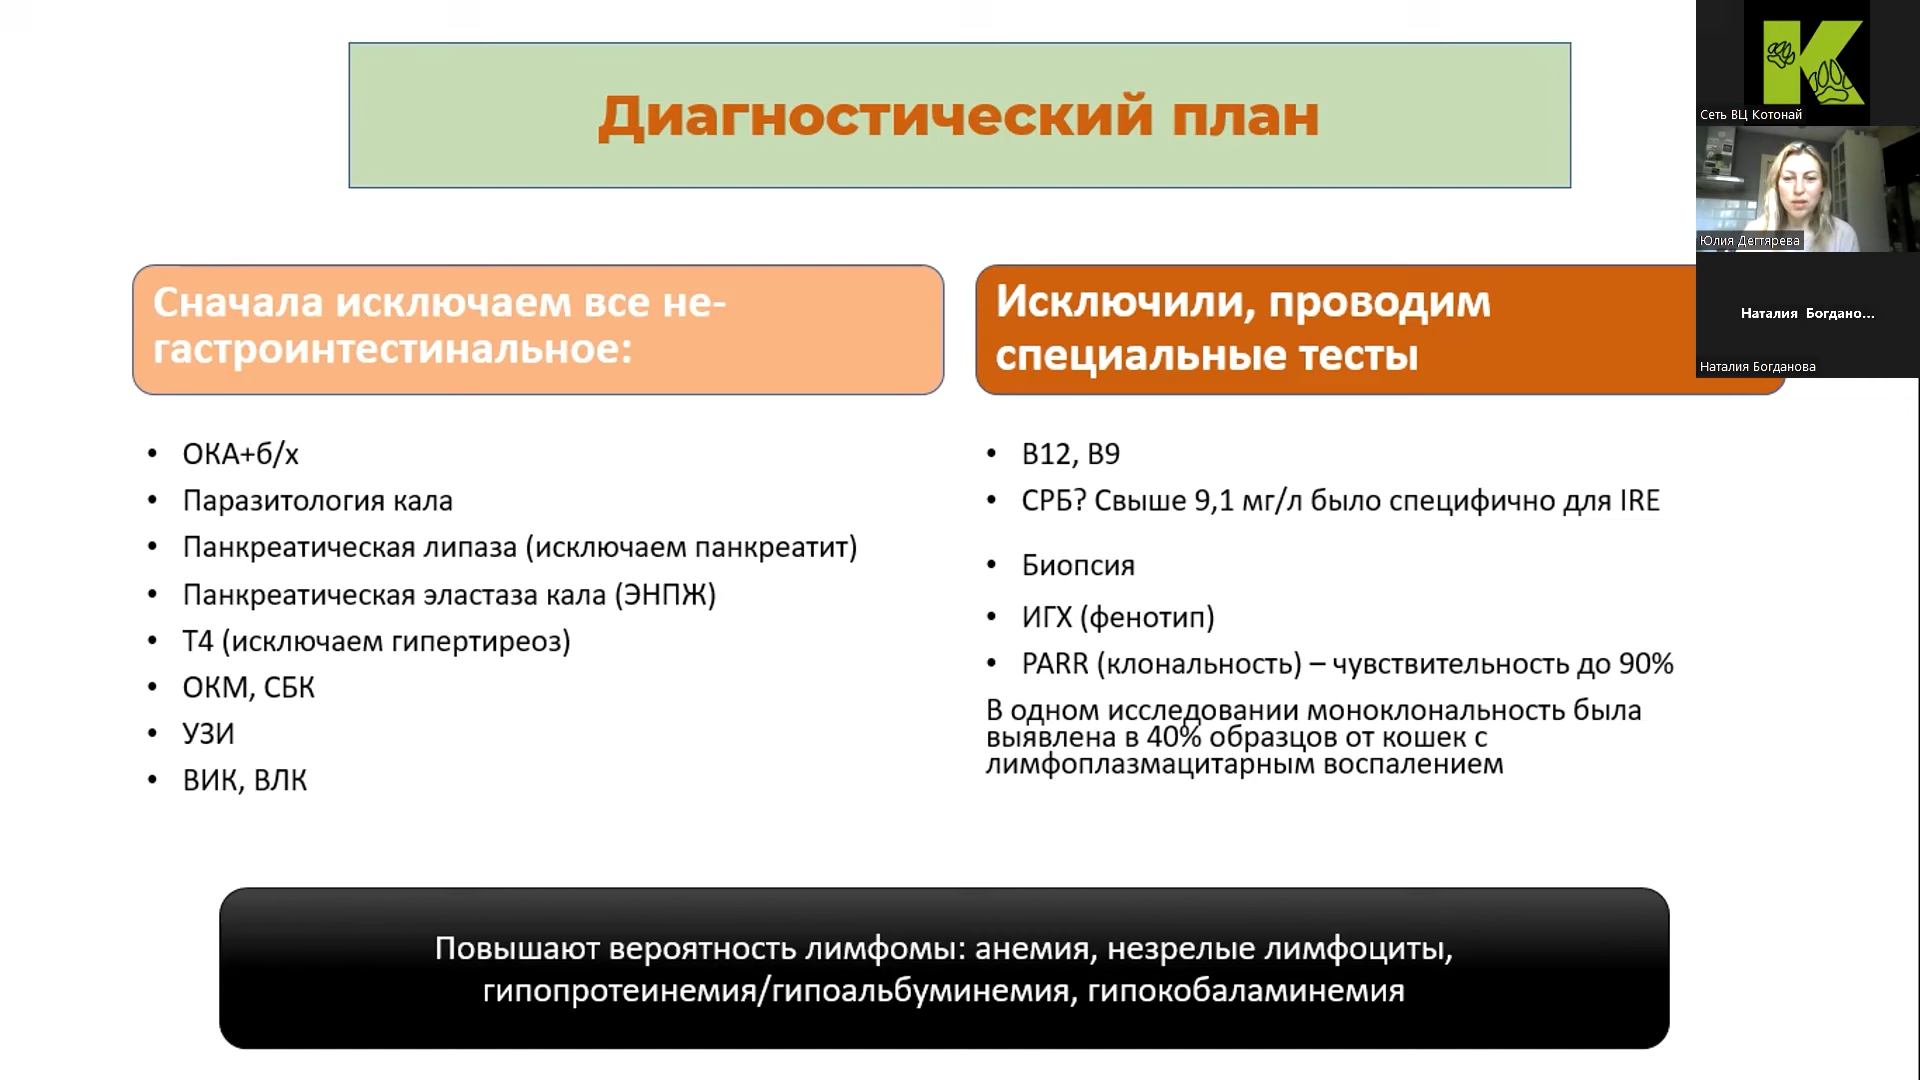 Диагностический план
Сначала исключаем все не-
гастроинтестинальное:
• ОКА+б/х
• Паразитология кала
• Панкреатическая липаза (исключаем панкреатит)
• Панкреатическая эластаза кала (ЭНПЖ)
• Т4 (исключаем гипертиреоз)
• ОКМ, СБК
• УЗИ
• ВИК, ВЛК
Исключили, проводим
специальные тесты
• В12, В9
• СРБ? Свыше 9,1 мг/л было специфично для IRE
• Биопсия
• ИГХ (фенотип)
• PARR (клональность) – чувствительность до 90%
В одном исследовании моноклональность была
выявлена в 40% образцов от кошек с
лимфоплазмацитарным воспалением
Повышают вероятность лимфомы: анемия, незрелые лимфоциты,
гипопротеинемия/гипоальбуминемия, гипокобаламинемия
K
Сеть ВЦ Котонай
Юлия Дегтярева
Наталия Богдано...
Наталия Богданова